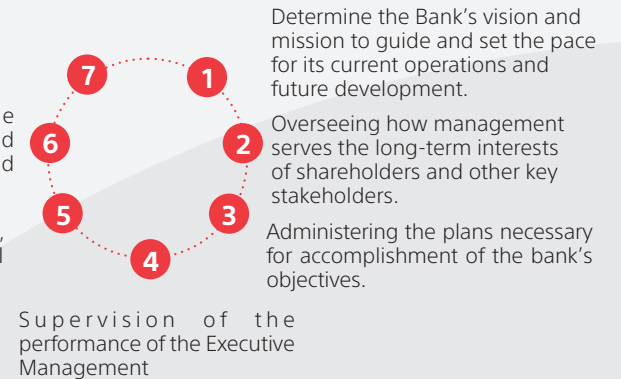 Determine the Bank’s vision and
mission to guide and set the pace
for its current operations and
future development.
Overseeing how management
serves the long-term interests
of shareholders and other key
stakeholders.
Administering the plans necessary
for accomplishment of the bank’s
objectives.
7
1
6
2
5
3
4
e
d
d
,
Supervision of the
performance of the Executive
Management